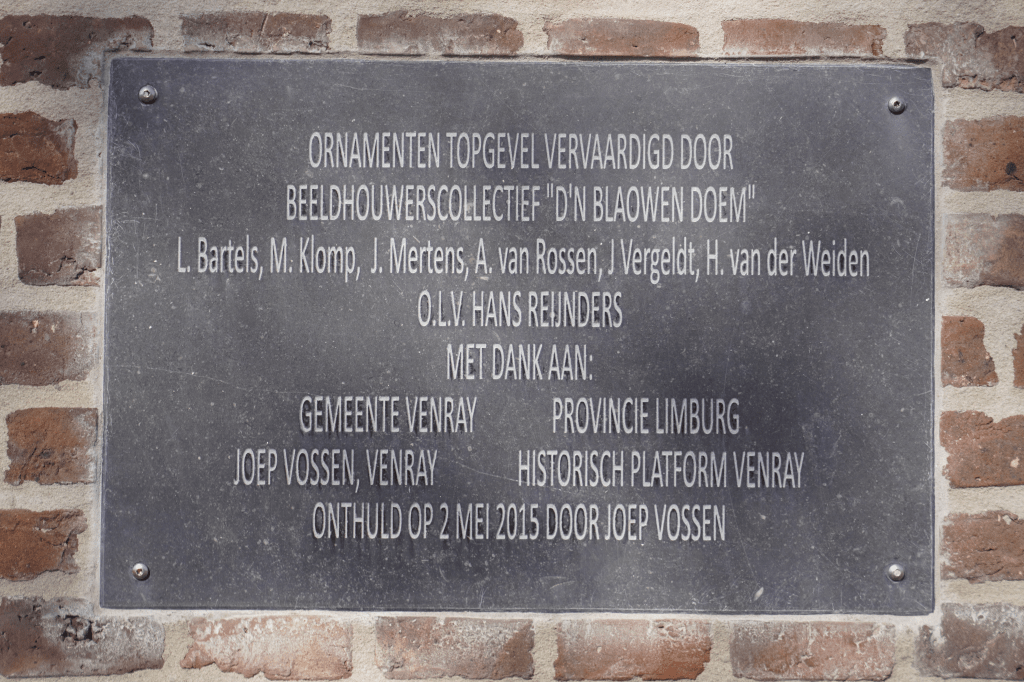 ORNAMENTEN TOPGEVEL VERVAARDIGD DOOR
BEELDHOUWERSCOLLECTIEF "D'N BLAOWEN DOEM"
L. Bartels, M. Klomp, J. Mertens, A. van Rossen, J Vergeldt, H. van der Weiden
O.L.V. HANS REIJNDERS
MET DANK AAN:
GEMEENTE VENRAY PROVINCIE LIMBURG
JOEP VOSSEN, VENRAY HISTORISCH PLATFORM VENRAY
ONTHULD OP 2 MEI 2015 DOOR JOEP VOSSEN